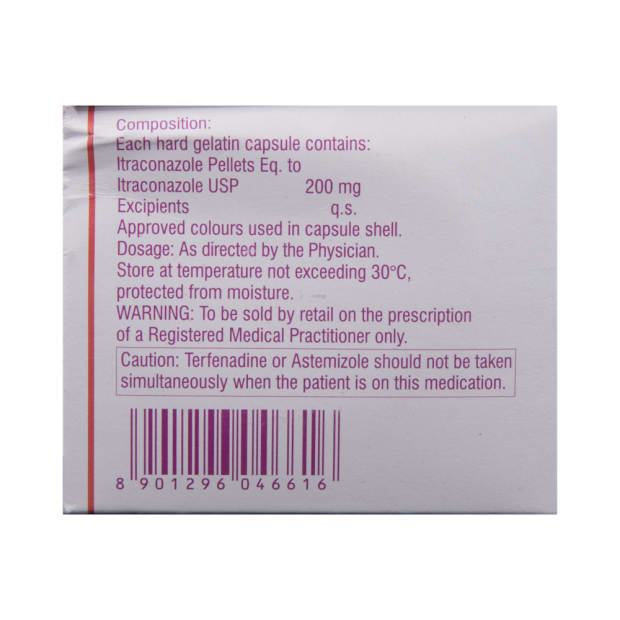 Composition:
Each hard gelatin capsule contains:
Itraconazole Pellets Eq. to
Itraconazole USP 200 mg
Excipients q.s.
Approved colours used in capsule shell.
Dosage: As directed by the Physician.
Store at temperature not exceeding 30°C,
protected from moisture.
WARNING: To be sold by retail on the prescription
of a Registered Medical Practitioner only.
Caution: Terfenadine or Astemizole should not be taken
simultaneously when the patient is on this medication.
8 901296 046616